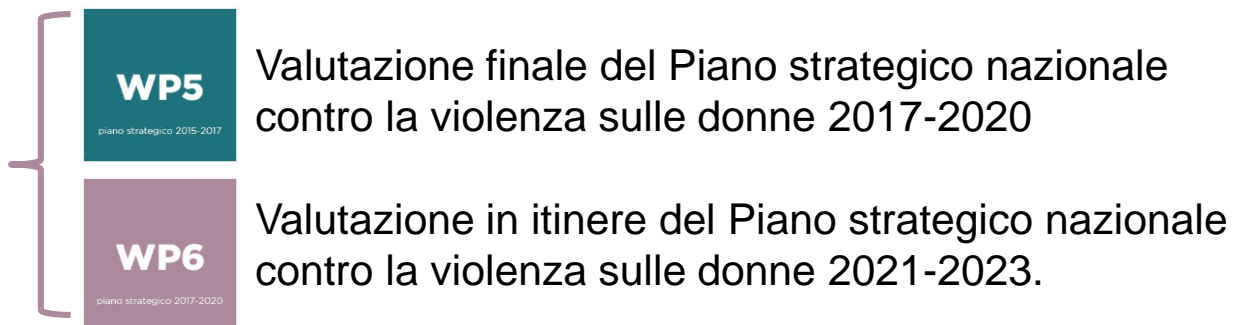 WP5
piano strategico 2015-2017
Valutazione finale del Piano strategico nazionale
contro la violenza sulle donne 2017-2020
WP6
piano strategico 2017-2020
Valutazione in itinere del Piano strategico nazionale
contro la violenza sulle donne 2021-2023.